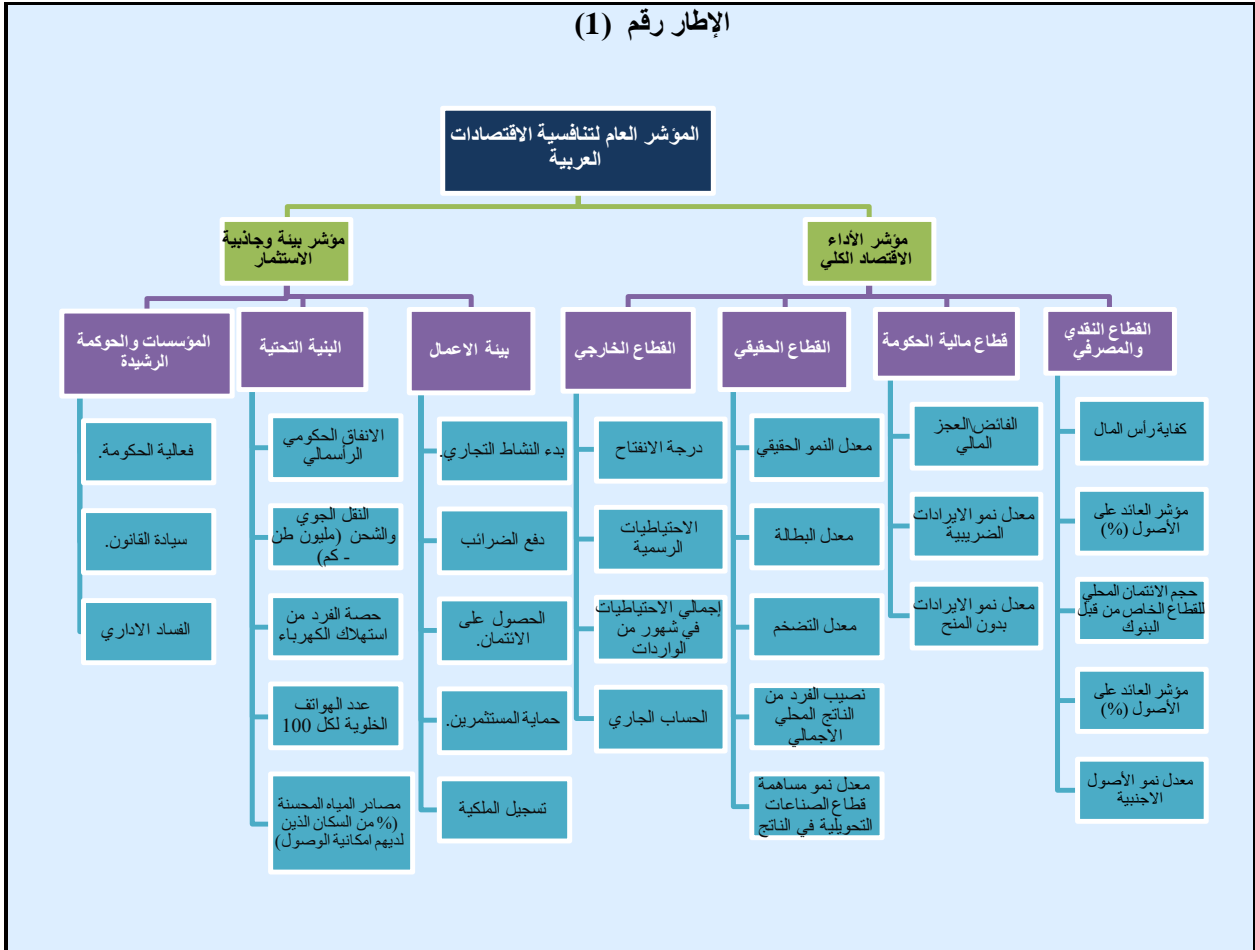 الإطار رقم (1)
المؤشر العام لتنافسية الاقتصادات
العربية
مؤشر الأداء
الاقتصاد الكلي
مؤشر بيئة وجاذبية
الاستثمار
القطاع النقدي
والمصرفي
كفاية رأس المال
مؤشر العائد على
الأصول (%)
حجم الائتمان المحلي
للقطاع الخاص من قبل
البنوك
مؤشر العائد على
الأصول (%)
معدل نمو الأصول
الاجنبية
قطاع مالية الحكومة
الفائض\العجز
المالي
معدل نمو الايرادات
الضريبية
معدل نمو الايرادات
بدون المنح
القطاع الحقيقي
معدل النمو الحقيقي
معدل البطالة
معدل التضخم
نصيب الفرد من
الناتج المحلي
الاجمالي
معدل نمو مساهمة
قطاع الصناعات
التحويلية في الناتج
القطاع الخارجي
درجة الانفتاح
الاحتياطيات
الرسمية
إجمالي الاحتياطيات
في شهور من
الواردات
الحساب الجاري
بيئة الاعمال
بدء النشاط التجاري.
دفع الضرائب
الحصول على
الائتمان.
حماية المستثمرين.
تسجيل الملكية
البنية التحتية
الانفاق الحكومي
الرأسمالي
النقل الجوي
والشحن (مليون طن
- كم)
حصة الفرد من
استهلاك الكهرباء
عدد الهواتف
الخلوية لكل 100
مصادر المياه المحسنة
(% من السكان الذين
لديهم امكانية الوصول)
المؤسسات والحوكمة
الرشيدة
فعالية الحكومة.
سيادة القانون.
الفساد الاداري